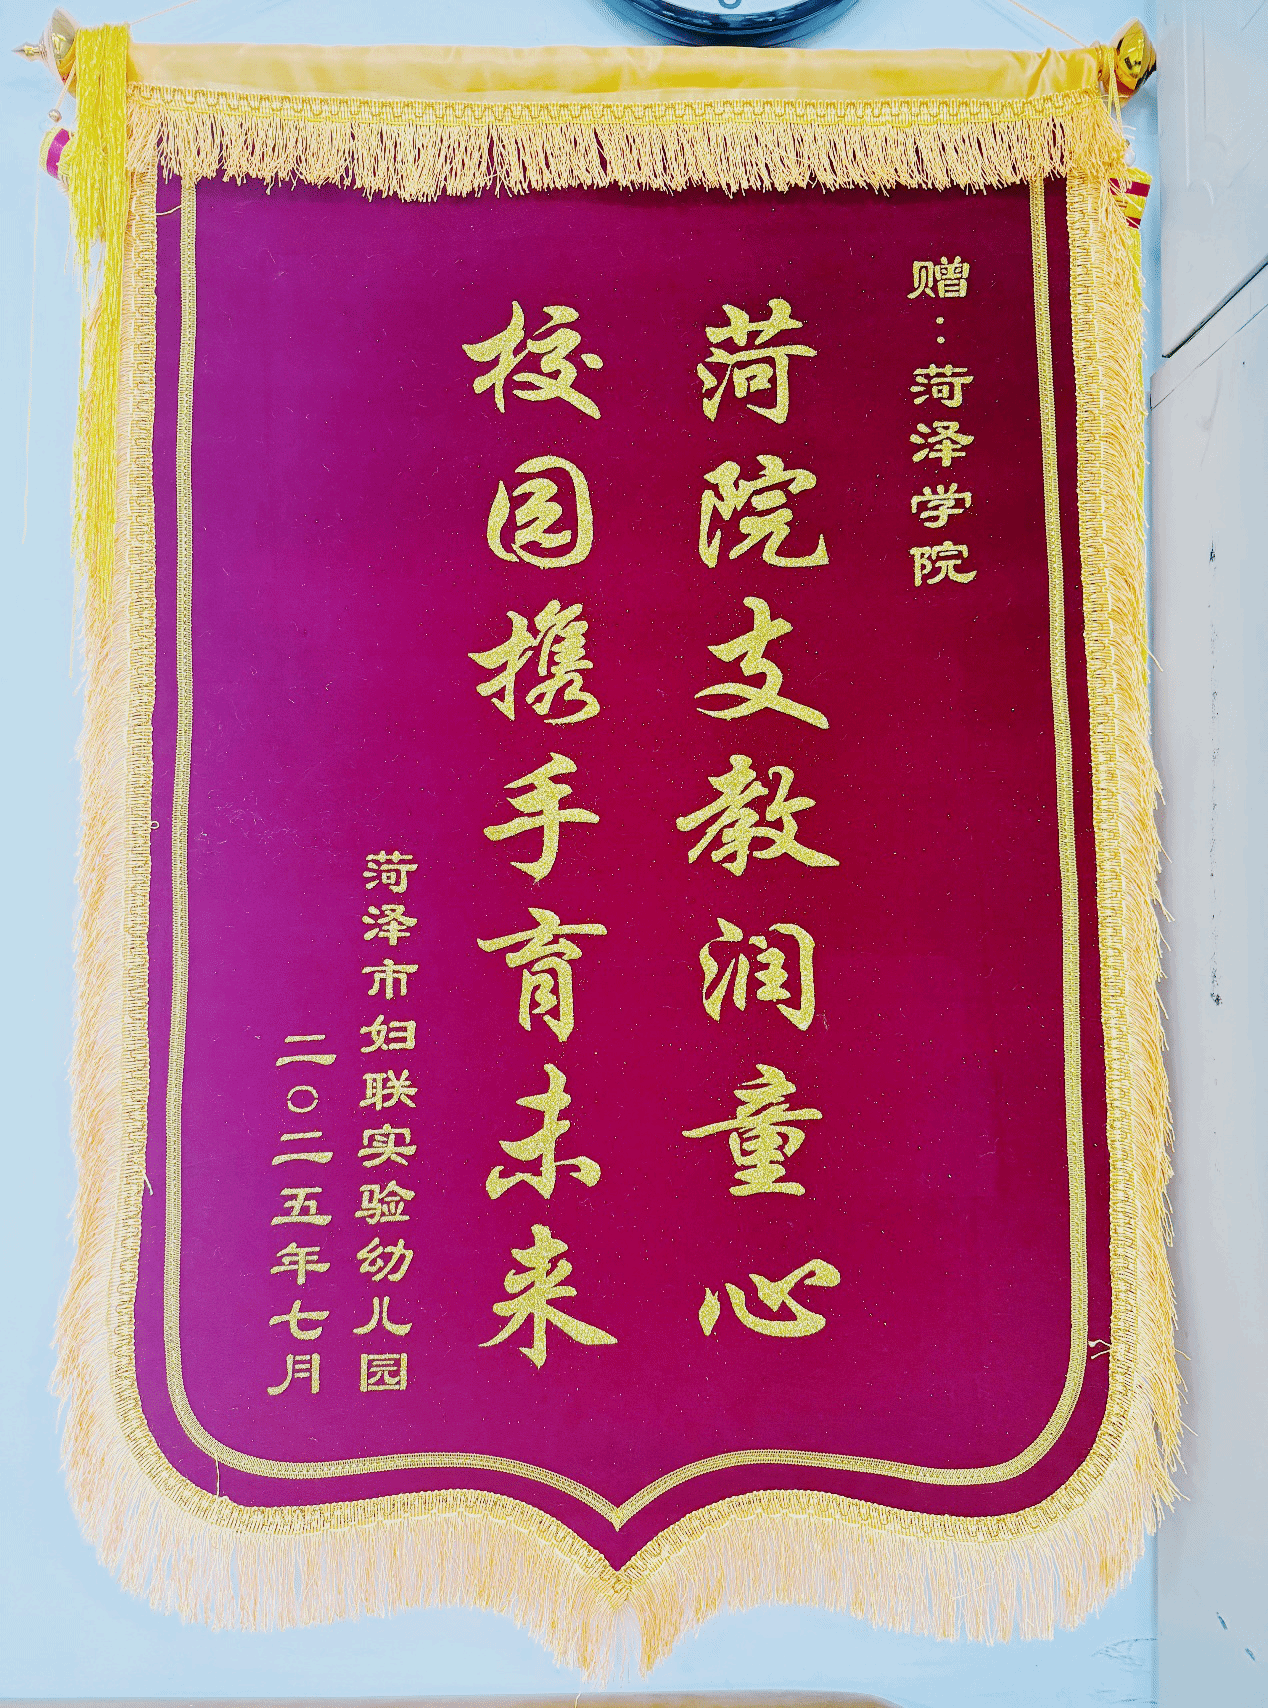 赠：菏泽学院
菏院支教润童心
校园携手育未来
菏泽市妇联实验幼儿园
二〇二五年七月